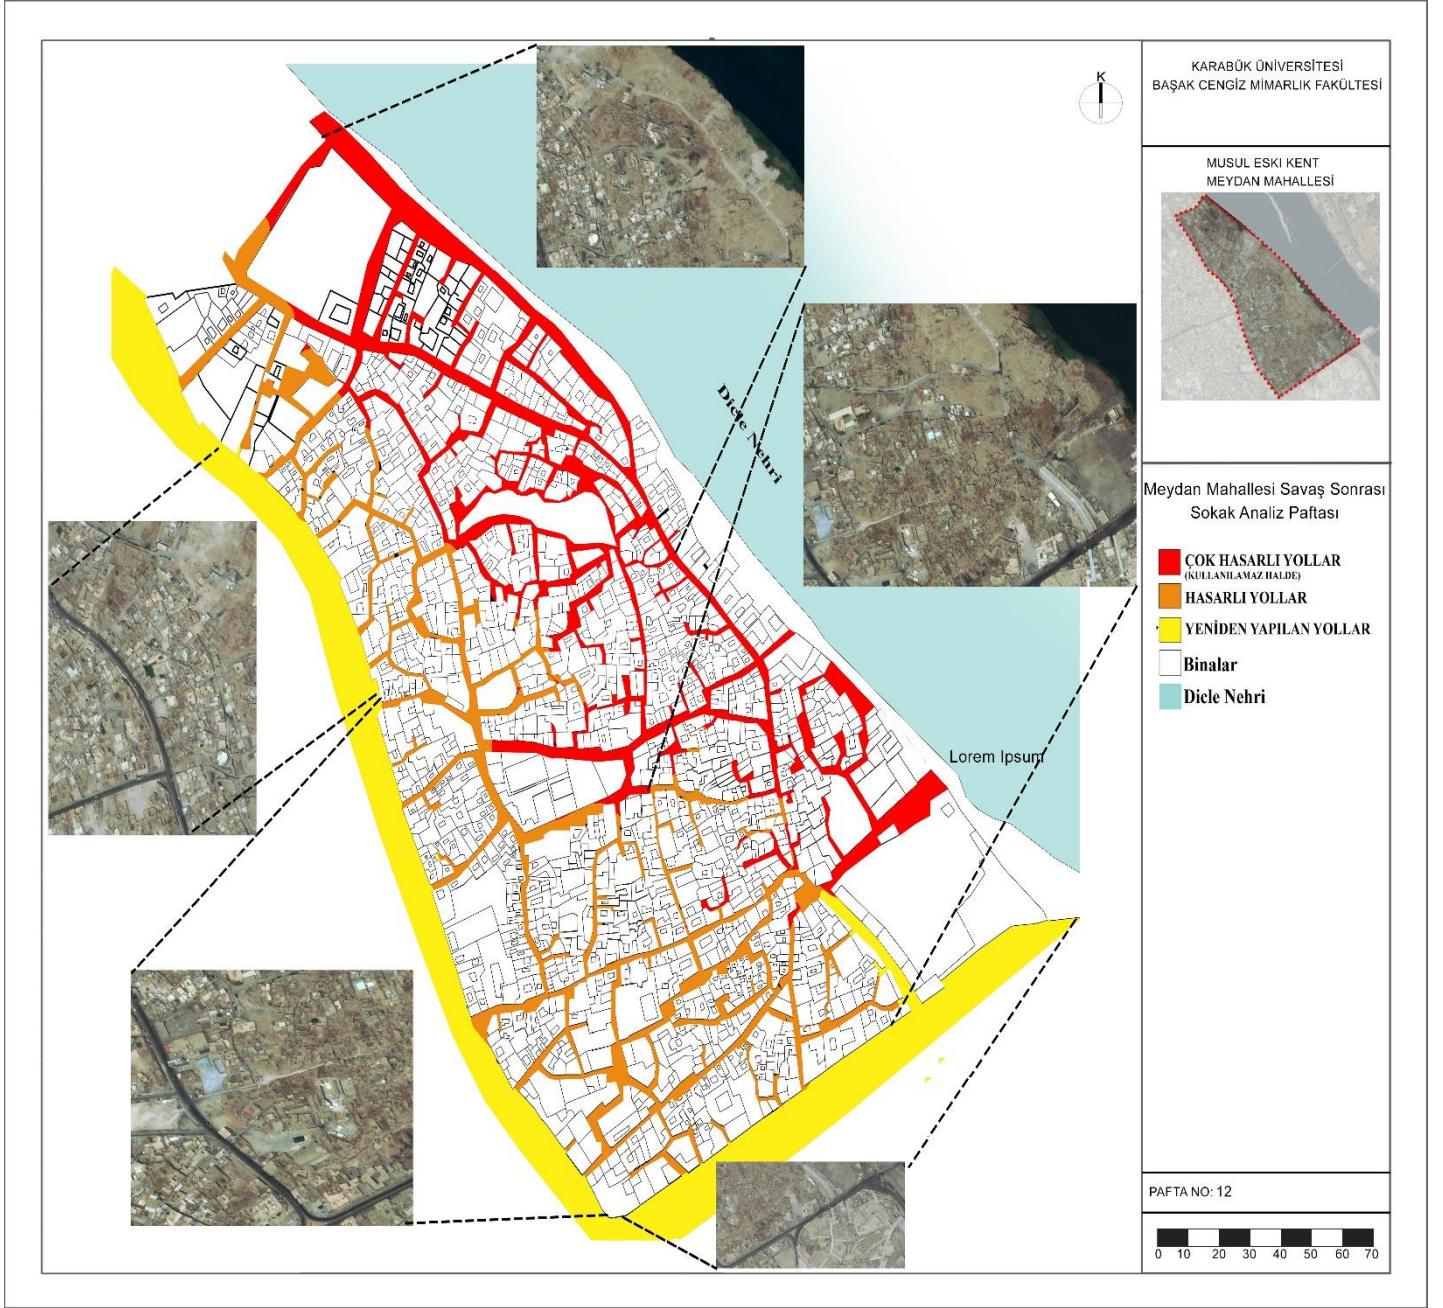 KARABÜK ÜNİVERSİTESİ
BAŞAK CENGİZ MİMARLIK FAKÜLTESİ
K
MUSUL ESKI KENT
MEYDAN MAHALLESİ
Dicle Nehri
Meydan Mahallesi Savaş Sonrası
Sokak Analiz Paftası
ÇOK HASARLI YOLLAR
(KULLANILAMAZ HALDE)
HASARLI YOLLAR
YENİDEN YAPILAN YOLLAR
Binalar
Dicle Nehri
Lorem Ipsum
PAFTA NO: 12
0 10 20 30 40 50 60 70